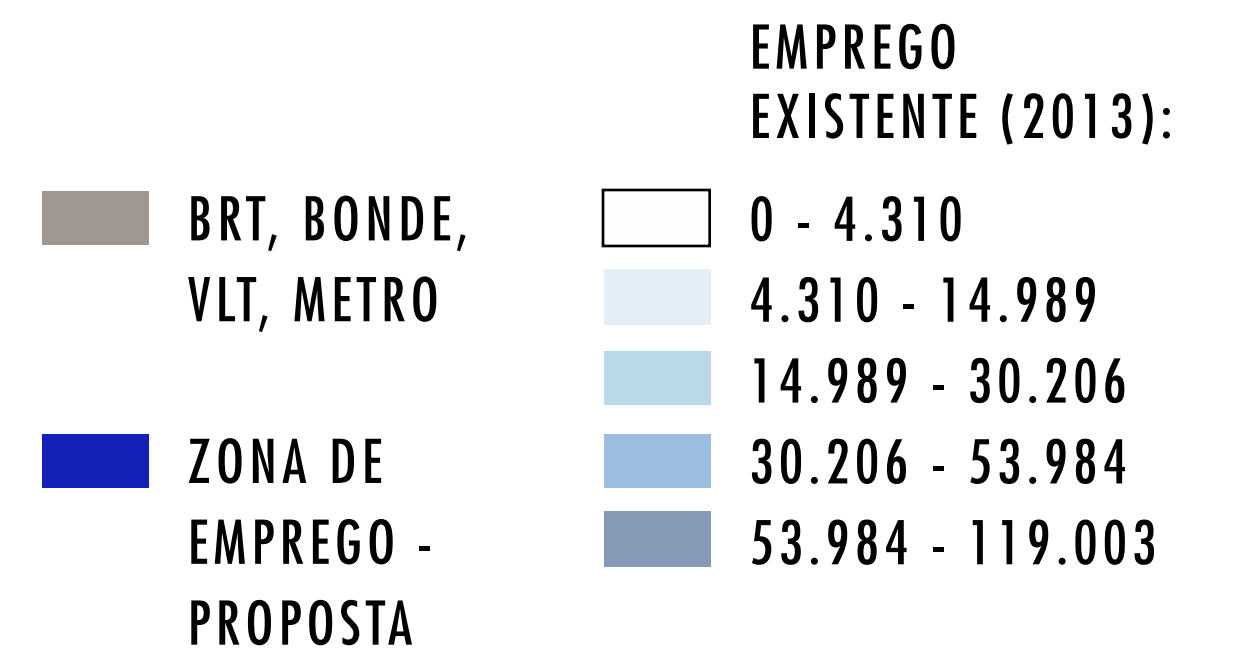 BRT, BONDE,
VLT, METRO
ZONA DE
EMPREGO -
PROPOSTA
EMPREGO
EXISTENTE (2013):
0 - 4.310
4.310 - 14.989
14.989 - 30.206
30.206 - 53.984
53.984 - 119.003